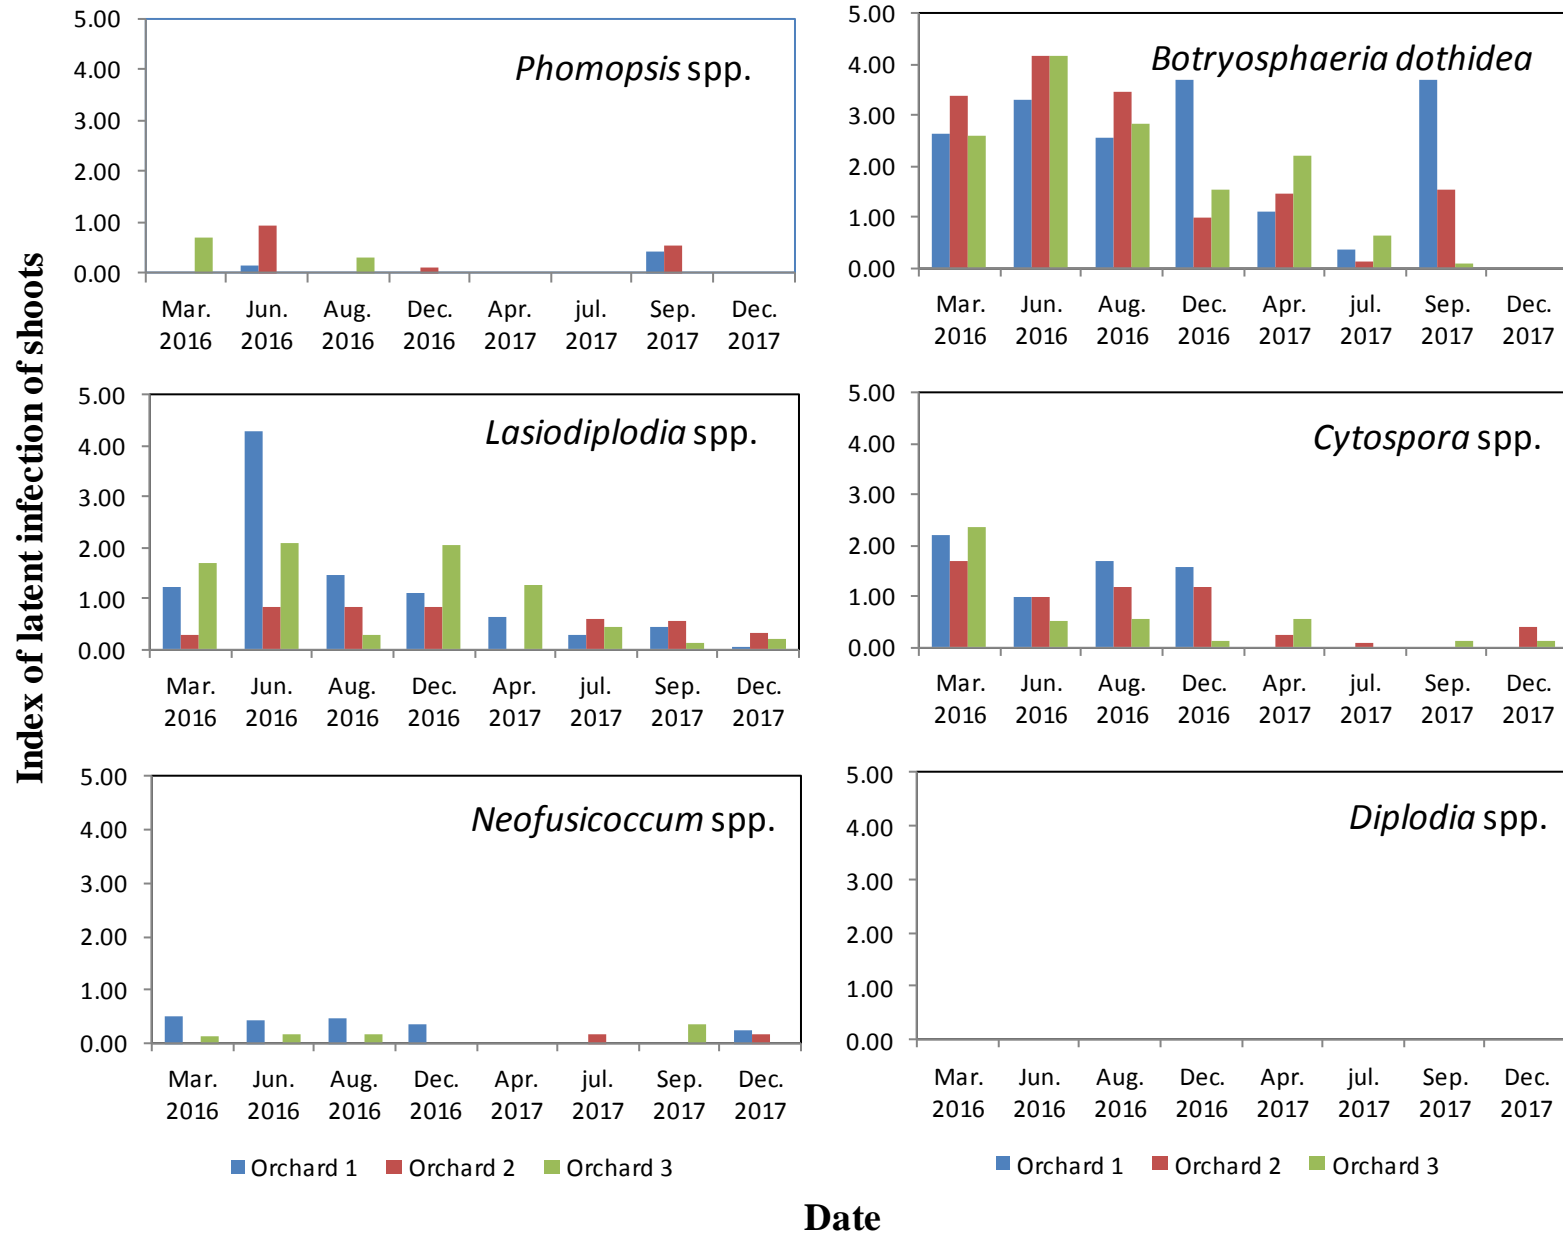 Index of latent infection of shoots
Phomopsis spp.
5.00
4.00
3.00
2.00
1.00
0.00
Mar. Jun. Aug. Dec. Apr. jul. Sep. Dec.
2016 2016 2016 2016 2017 2017 2017 2017
Botryosphaeria dothidea
5.00
4.00
3.00
2.00
1.00
0.00
Mar. Jun. Aug. Dec. Apr. jul. Sep. Dec.
2016 2016 2016 2016 2017 2017 2017 2017
Lasiodiplodia spp.
5.00
4.00
3.00
2.00
1.00
0.00
Mar. Jun. Aug. Dec. Apr. jul. Sep. Dec.
2016 2016 2016 2016 2017 2017 2017 2017
Cytospora spp.
5.00
4.00
3.00
2.00
1.00
0.00
Mar. Jun. Aug. Dec. Apr. jul. Sep. Dec.
2016 2016 2016 2016 2017 2017 2017 2017
Neofusicoccum spp.
5.00
4.00
3.00
2.00
1.00
0.00
Mar. Jun. Aug. Dec. Apr. jul. Sep. Dec.
2016 2016 2016 2016 2017 2017 2017 2017
Orchard 1 Orchard 2 Orchard 3
Diplodia spp.
5.00
4.00
3.00
2.00
1.00
0.00
Mar. Jun. Aug. Dec. Apr. jul. Sep. Dec.
2016 2016 2016 2016 2017 2017 2017 2017
Orchard 1 Orchard 2 Orchard 3
Date